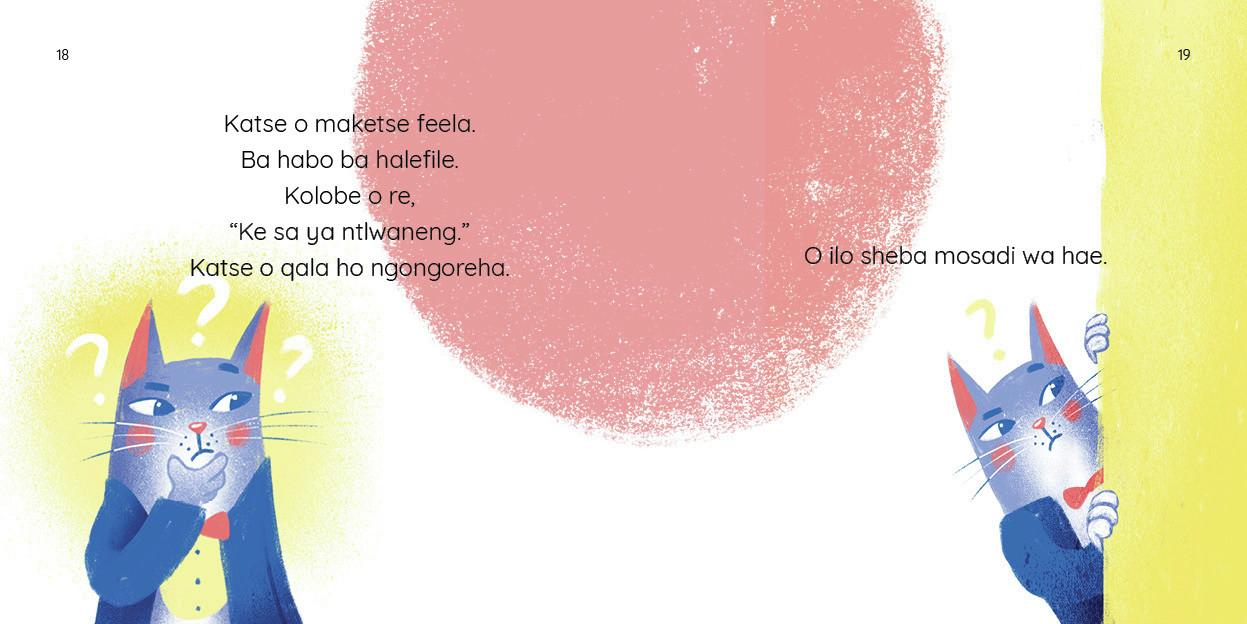 18
Katse o maketse feela.
Ba habo ba halefile.
Kolobe o re,
“Ke sa ya ntlwaneng.”
Katse o qala ho ngongoreha.
19
O ilo sheba mosadi wa hae.
? ? ?
?